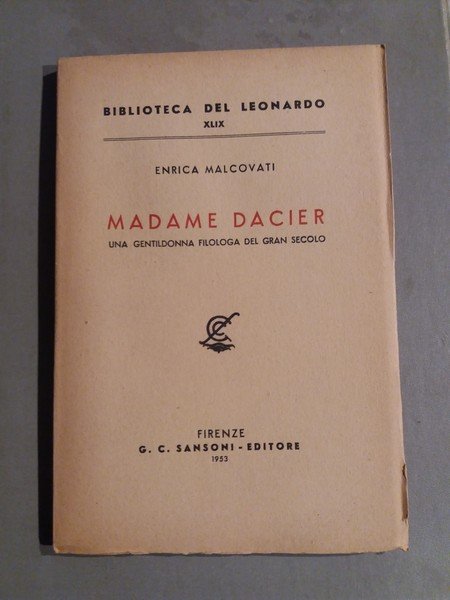 BIBLIOTECA DEL LEONARDO
XLIX
ENRICA MALCOVATI
MADAME DACIER
UNA GENTILDONNA FILOLOGA DEL GRAN SECOLO
FIRENZE
G. C. SANSONI - EDITORE
1953